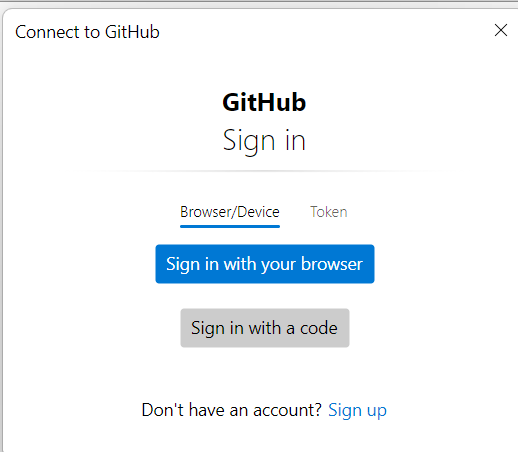 Connect to GitHub
GitHub
Sign in
Browser/Device Token
Sign in with your browser
Sign in with a code
Don't have an account? Sign up